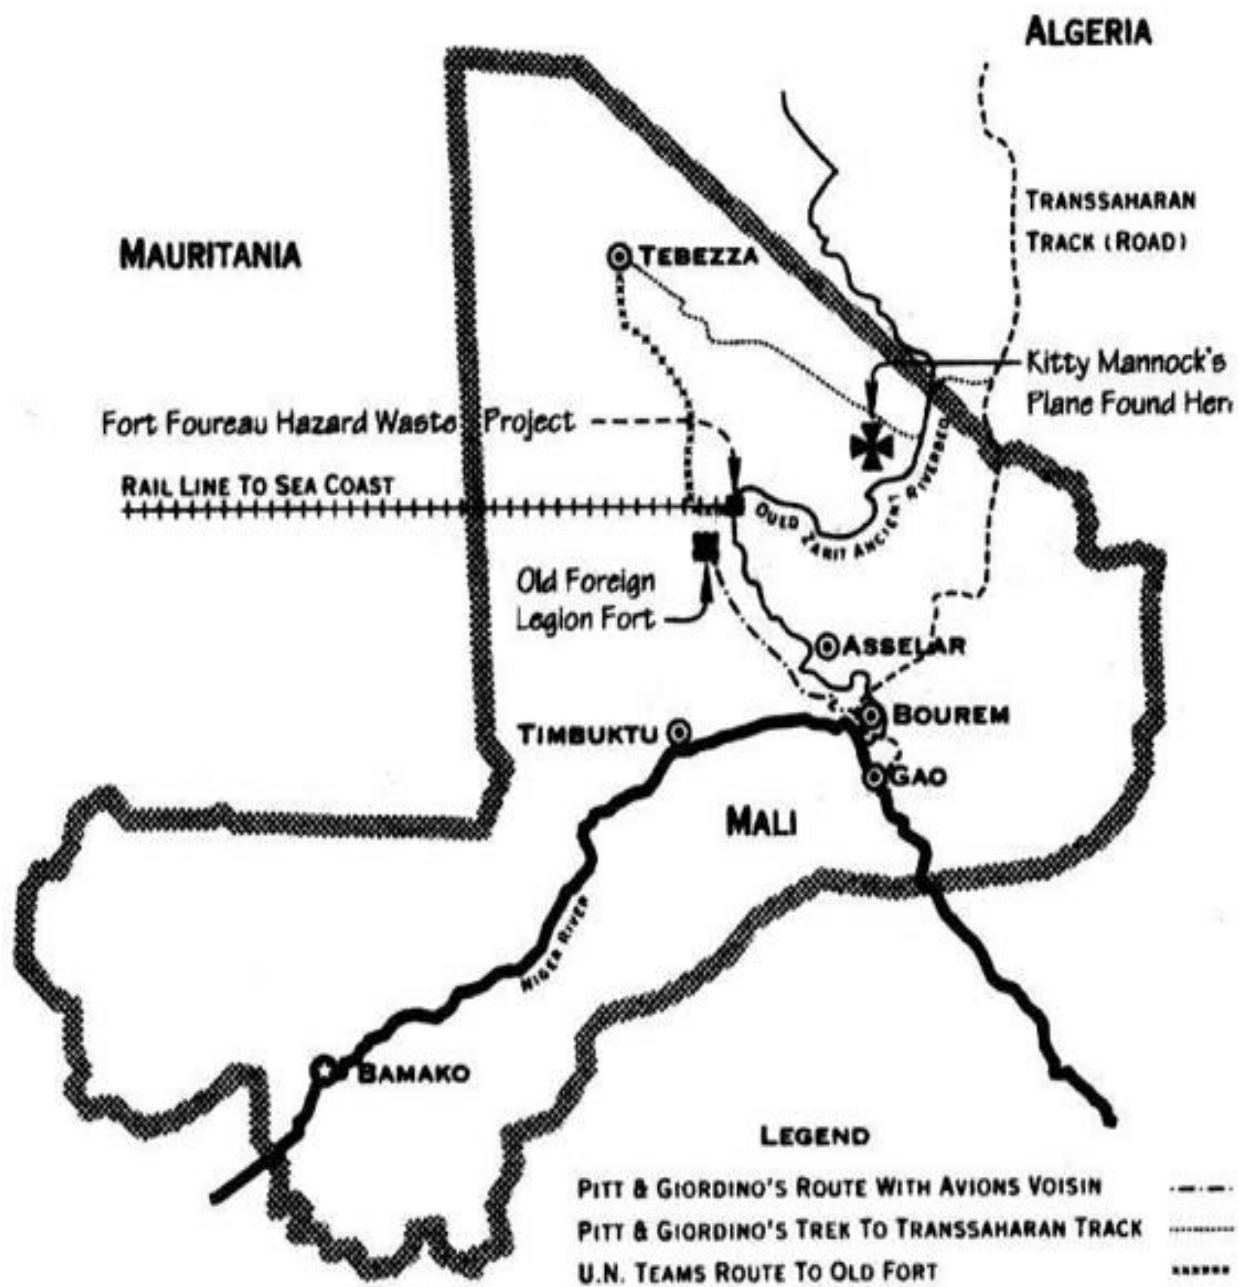 ALGERIA
TRANSSAHARAN
TRACK (ROAD)
MAURITANIA
TEBEZZA
Kitty Mannock's
Plane Found Her
Fort Foureau Hazard Waste Project
RAIL LINE TO SEA COAST
OUED ZARIT ANCIENT RIVERBED
Old Foreign
Legion Fort
ASSELAR
BOUREM
TIMBUKTU
GAO
MALI
NIGER RIVER
BAMAKO
LEGEND
PITT & GIORDINO'S ROUTE WITH AVIONS VOISIN
PITT & GIORDINO'S TREK TO TRANSSAHARAN TRACK
U.N. TEAMS ROUTE TO OLD FORT